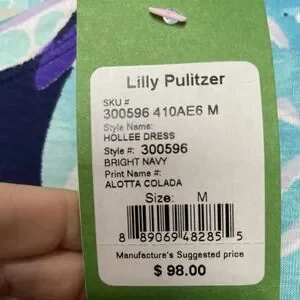 Lilly Pulitzer
SKU #
300596 410AE6 M
Style Name:
HOLLEE DRESS
Style #: 300596
BRIGHT NAVY
Print Name #:
ALOTTA COLADA
Size: M
8 89069 48285 5
Manufacture's Suggested price
$ 98.00